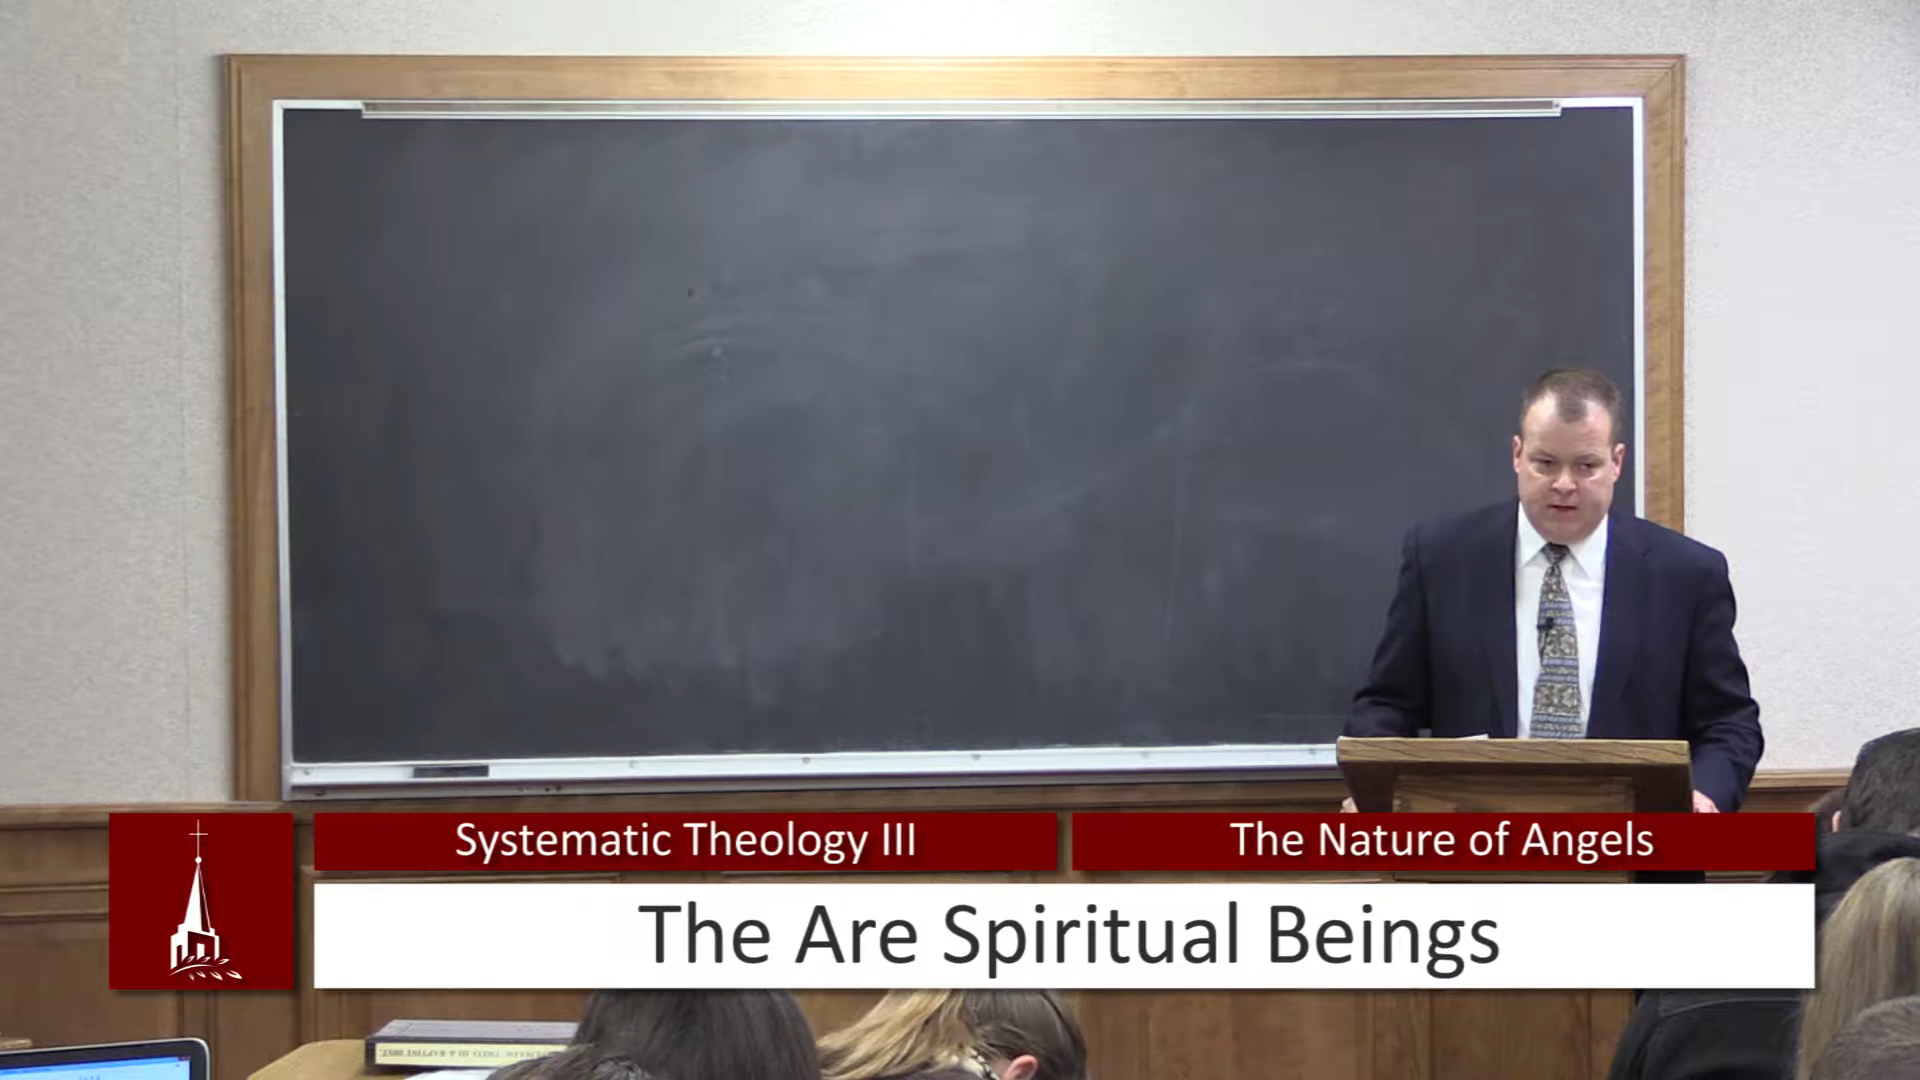 Systematic Theology III
The Nature of Angels
The Are Spiritual Beings